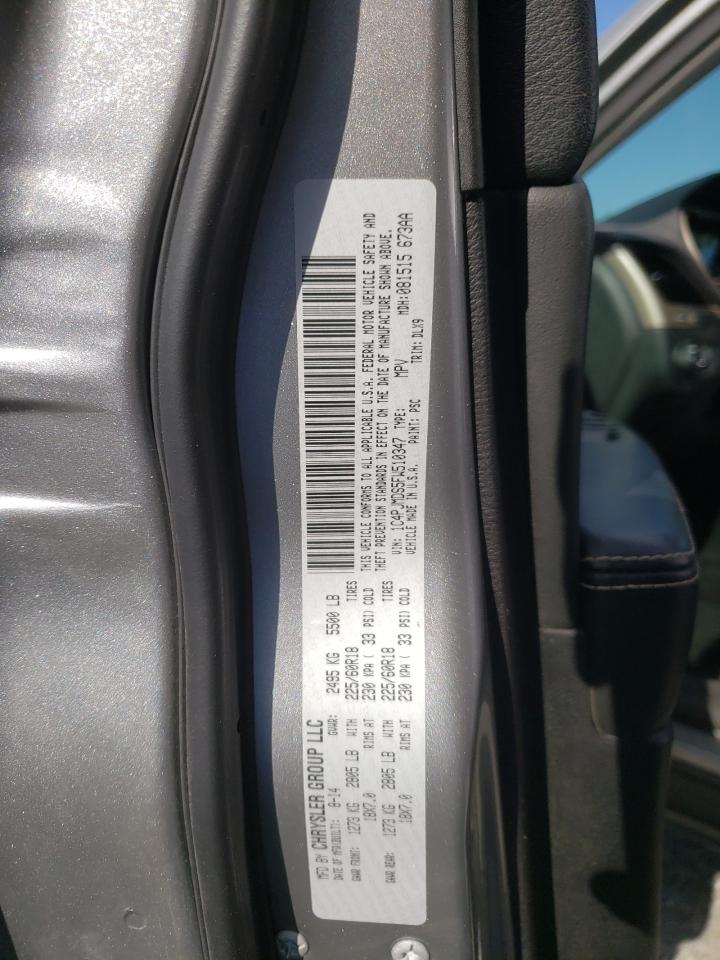 MFD BY CHRYSLER GROUP LLC
DATE OF MFR(BUILT): 8-14 GVWR: 2495 KG 5500 LB
GAWR FRONT: 1273 KG 2805 LB WITH 225/60R18 TIRES
18X7.0 RIMS AT 230 KPA ( 33 PSI) COLD
GAWR REAR: 1273 KG 2805 LB WITH 225/60R18 TIRES
18X7.0 RIMS AT 230 KPA ( 33 PSI) COLD
THIS VEHICLE CONFORMS TO ALL APPLICABLE U.S.A. FEDERAL MOTOR VEHICLE SAFETY AND
THEFT PREVENTION STANDARDS IN EFFECT ON THE DATE OF MANUFACTURE SHOWN ABOVE.
VIN: 1C4PJMDS5FW510347 TYPE: MPV MDH:081515 673AA
VEHICLE MADE IN U.S.A. PAINT: PSC TRIM: DLX9